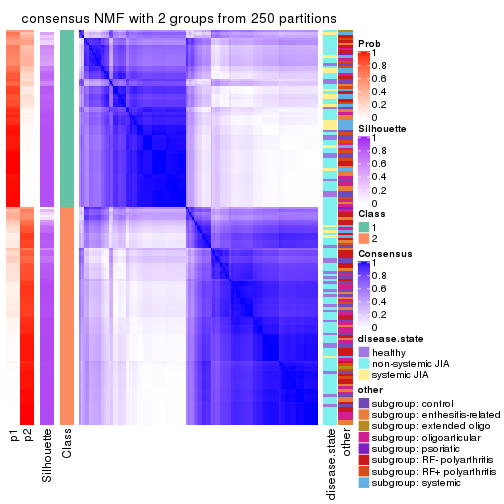 consensus NMF with 2 groups from 250 partitions
Prob
1
0.8
0.6
0.4
0.2
0
Silhouette
1
0.8
0.6
0.4
0.2
0
Class
1
2
Consensus
1
0.8
0.6
0.4
0.2
0
disease.state
healthy
non-systemic JIA
systemic JIA
other
subgroup: control
subgroup: enthesitis-related
subgroup: extended oligo
subgroup: oligoarticular
subgroup: psoriatic
subgroup: RF- polyarthritis
subgroup: RF+ polyarthritis
subgroup: systemic
p1
p2
Silhouette
Class
disease.state
other